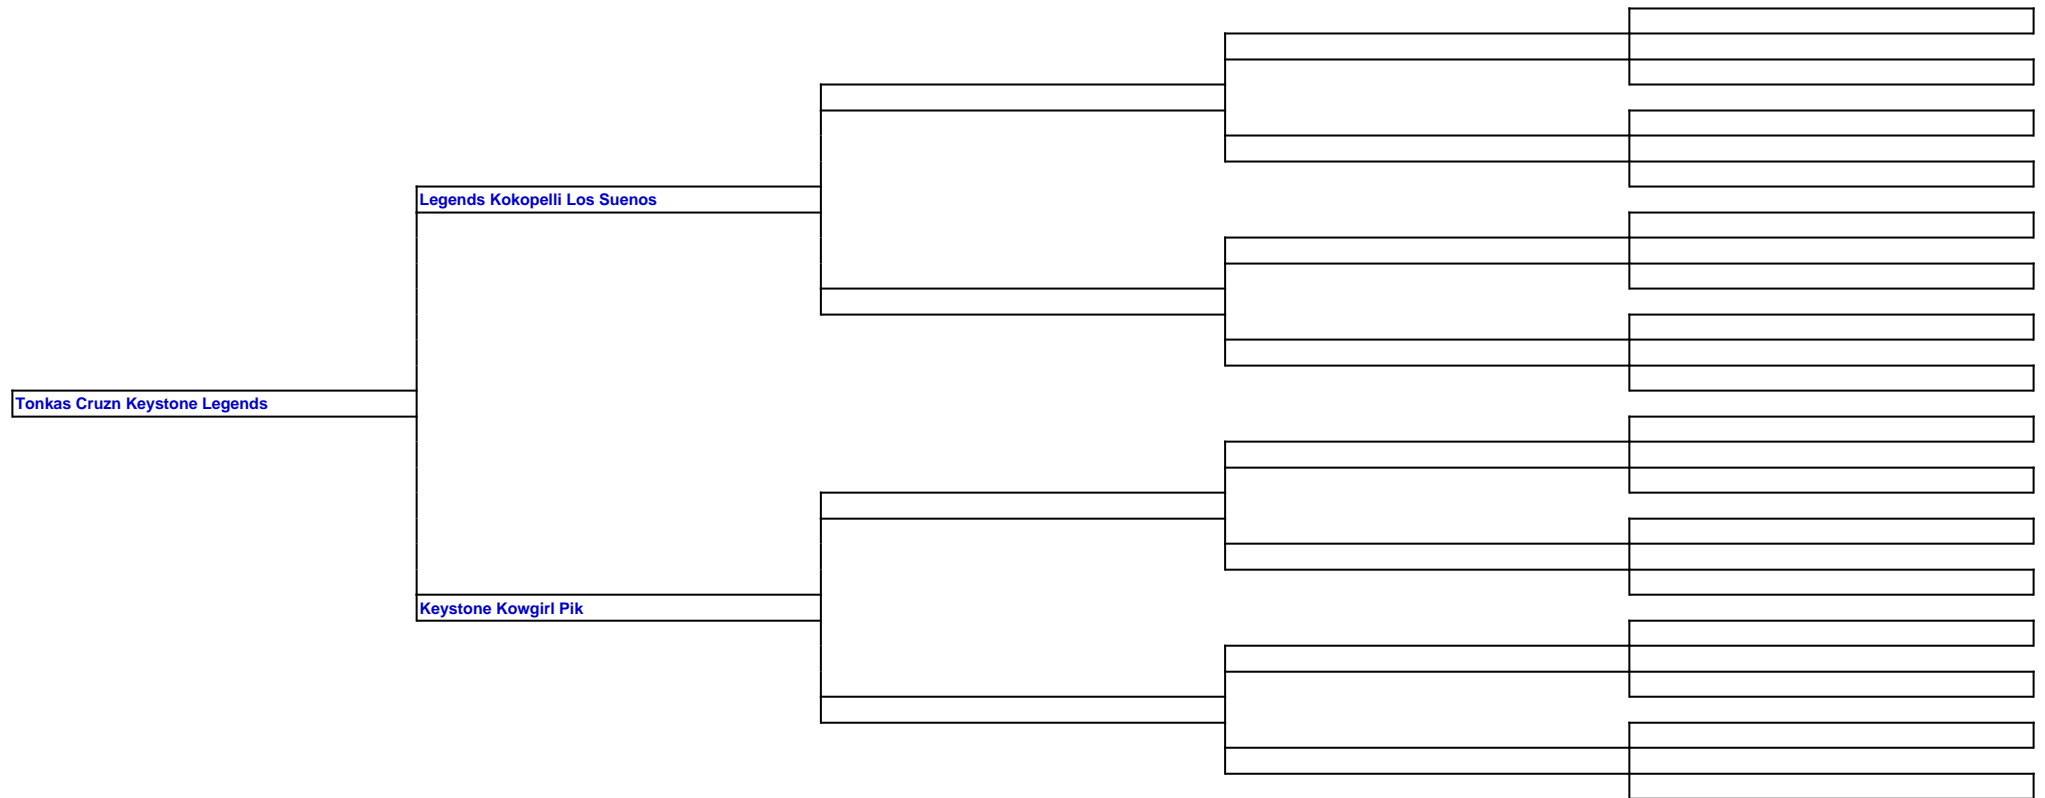 Legends Kokopelli Los Suenos
Tonkas Cruzn Keystone Legends
Keystone Kowgirl Pik